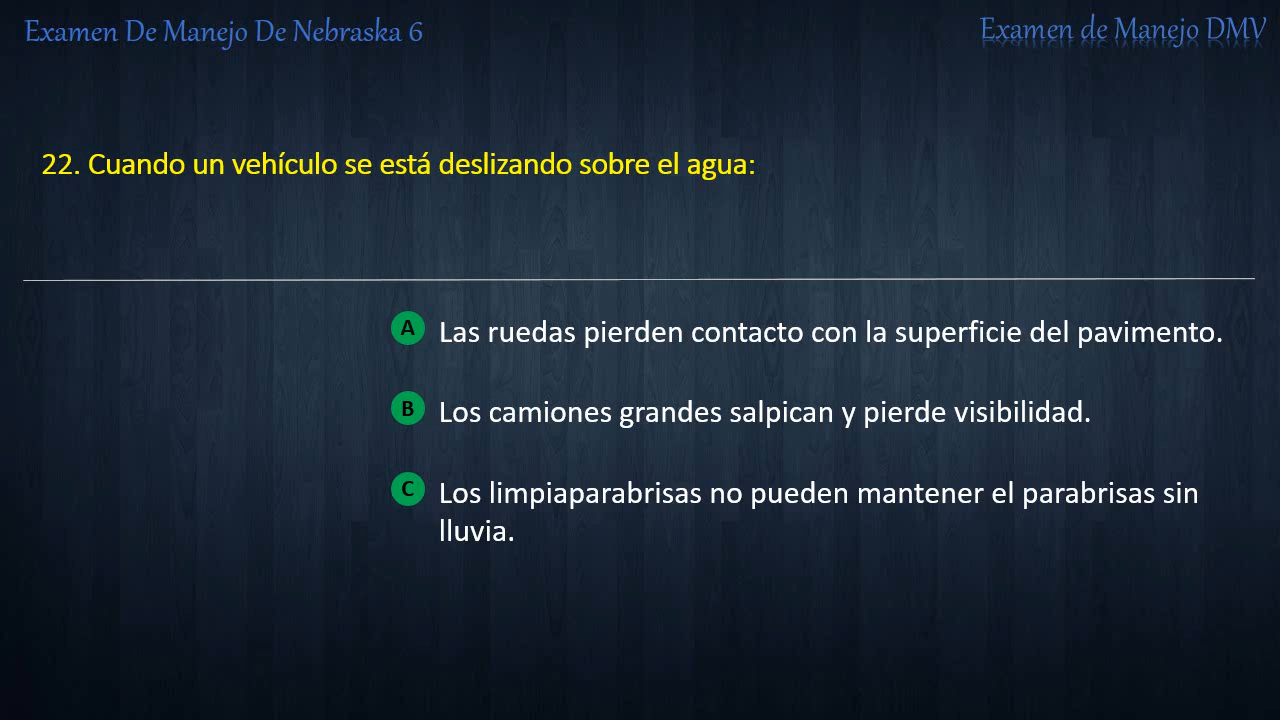 Examen De Manejo De Nebraska 6
Examen de Manejo DMV
22. Cuando un vehículo se está deslizando sobre el agua:
A Las ruedas pierden contacto con la superficie del pavimento.
B Los camiones grandes salpican y pierde visibilidad.
C Los limpiaparabrisas no pueden mantener el parabrisas sin
lluvia.